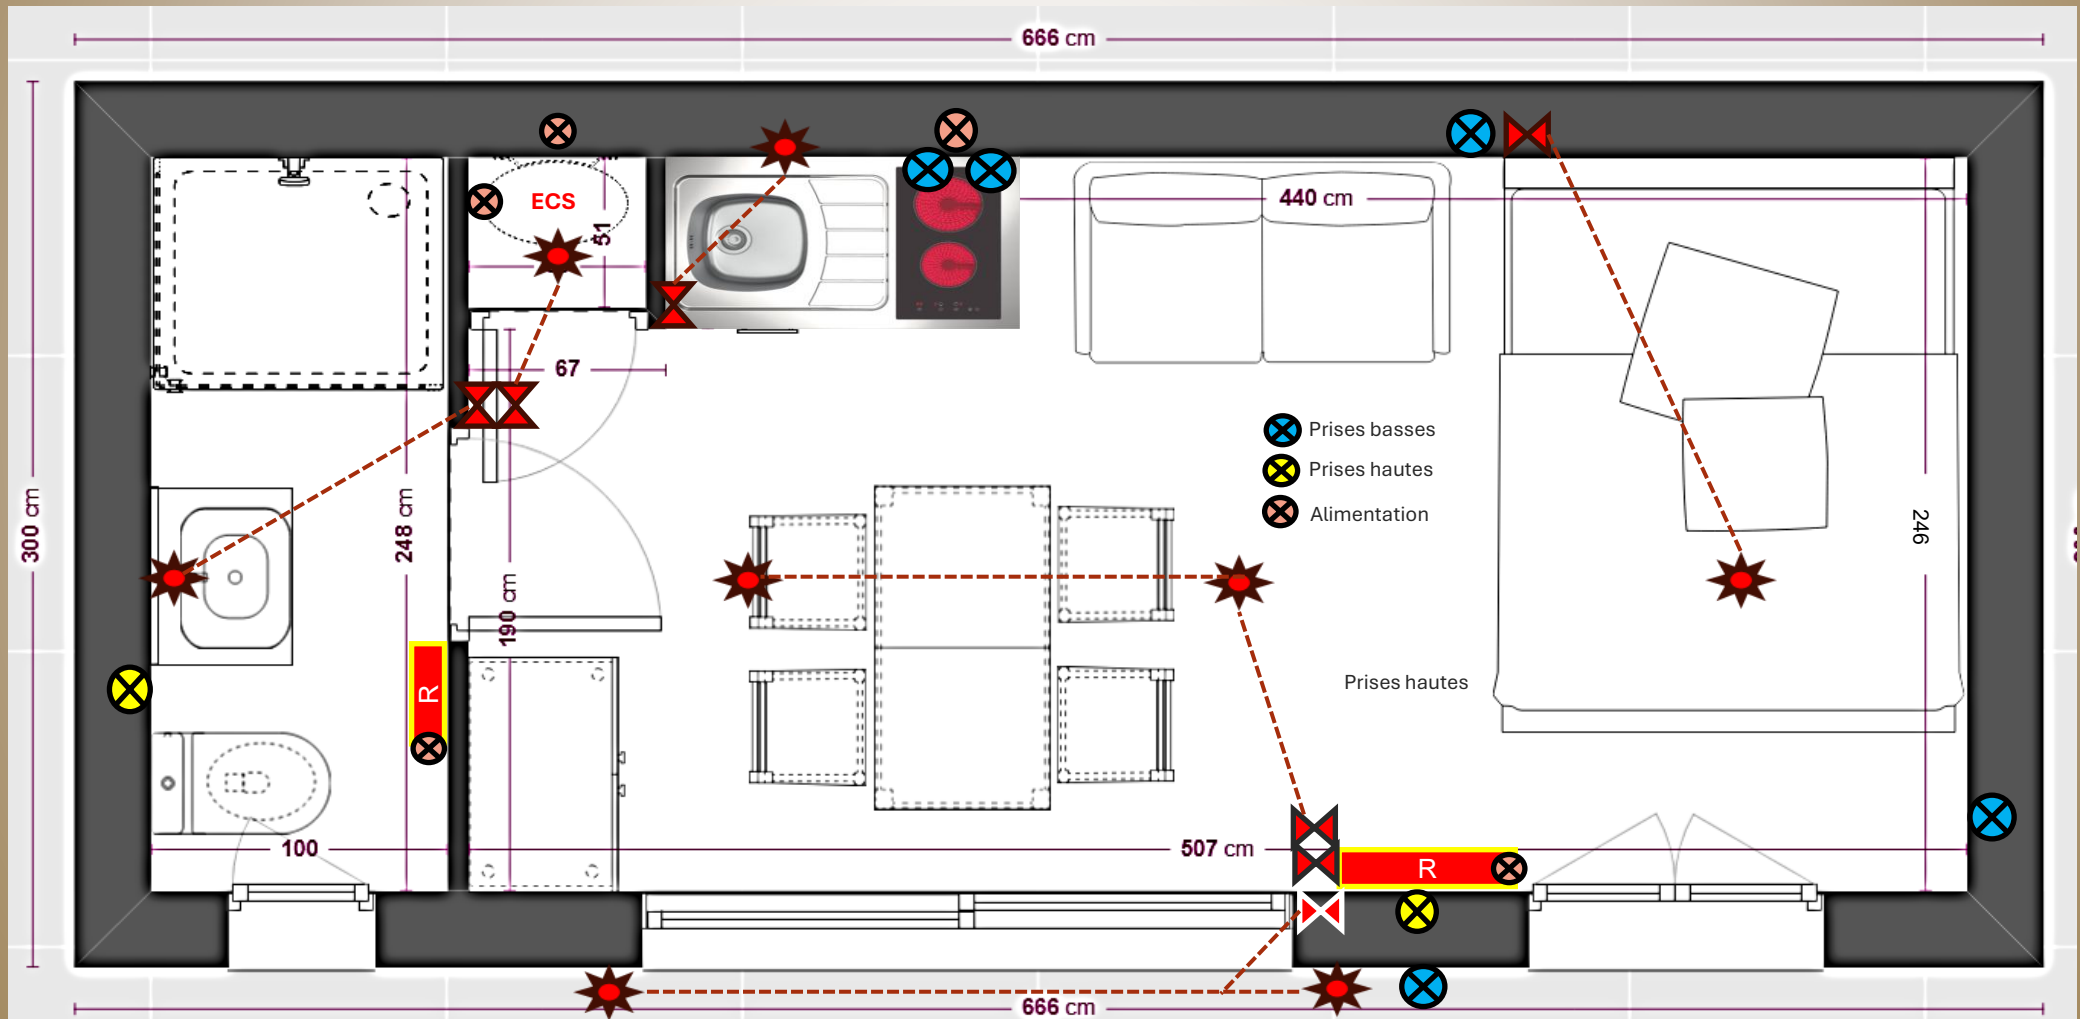 666 cm
ECS
51
440 cm
67
Prises basses
Prises hautes
Alimentation
300 cm
248 cm
190 cm
246
R
Prises hautes
100
507 cm
R
666 cm